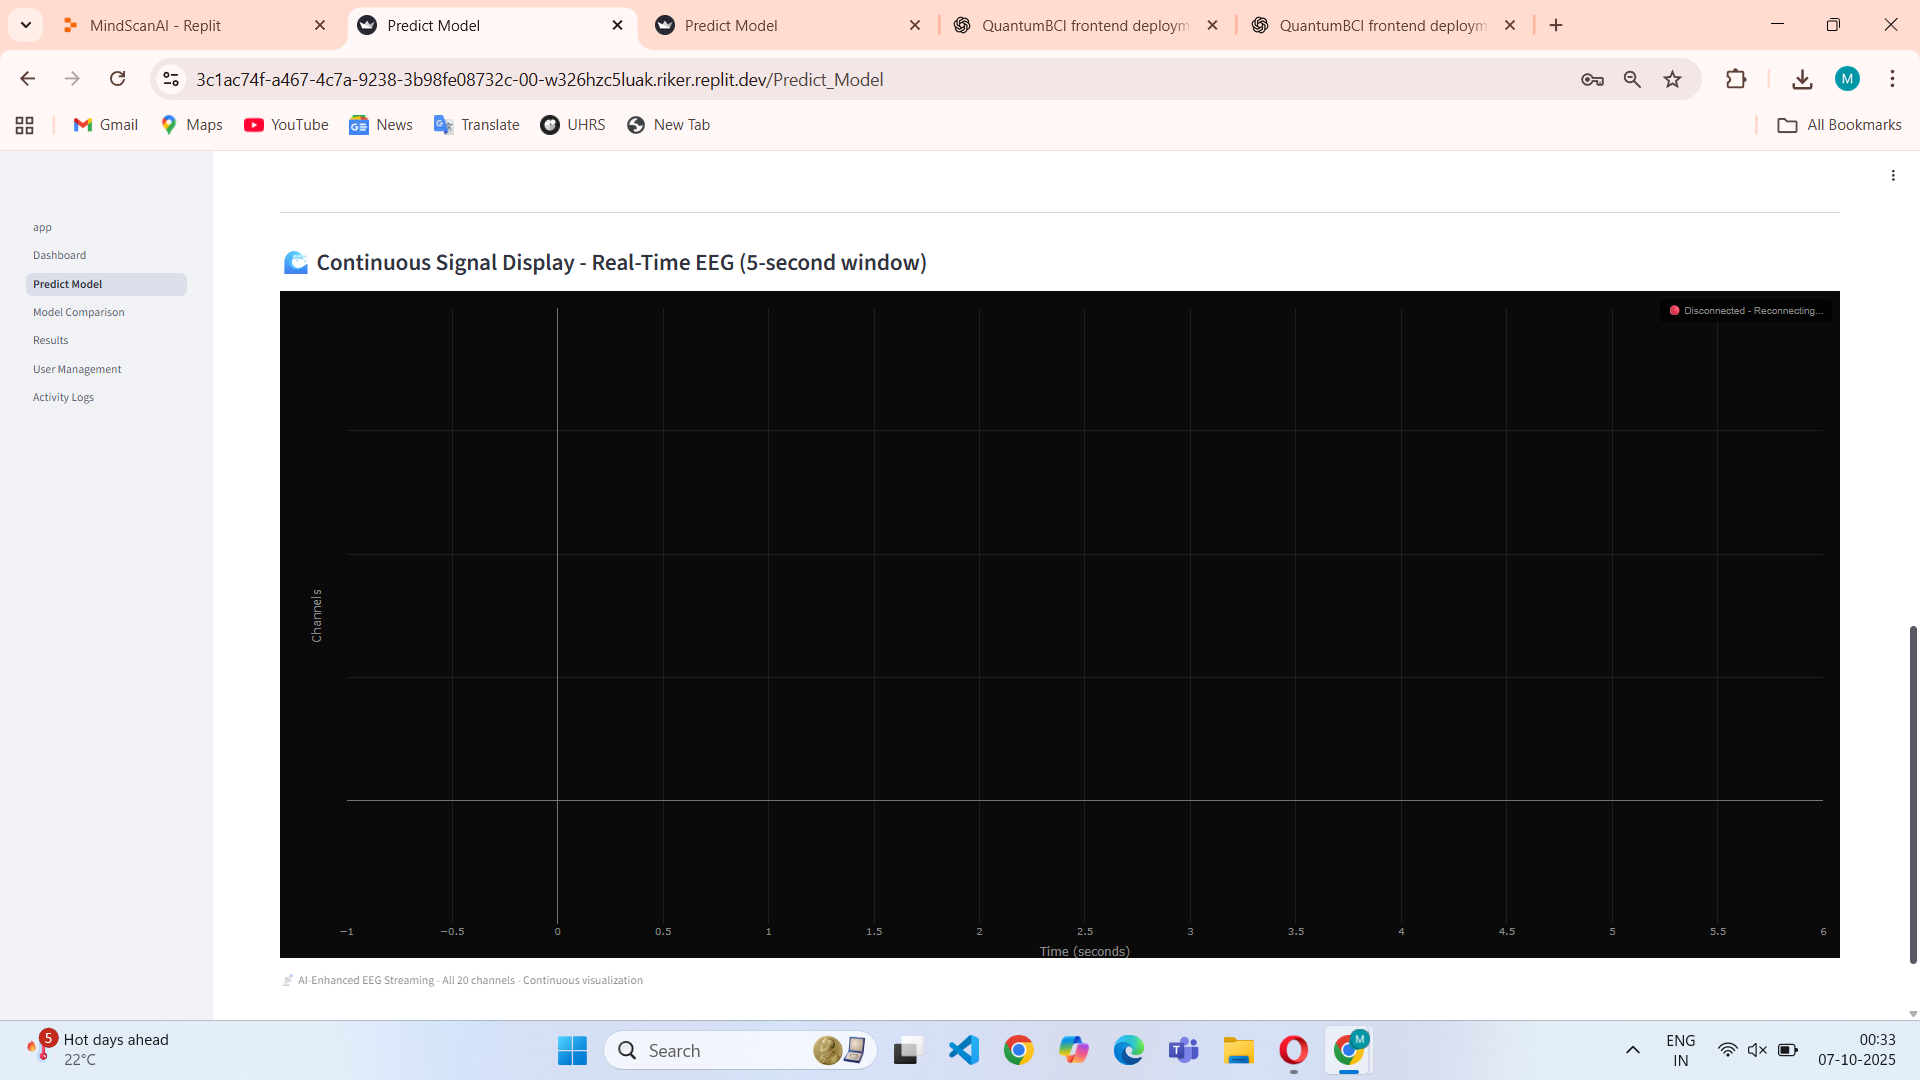 MindScanAI - Replit
Predict Model
Predict Model
QuantumBCI frontend deploym
QuantumBCI frontend deploym
3c1ac74f-a467-4c7a-9238-3b98fe08732c-00-w326hzc5luak.riker.replit.dev/Predict_Model
M
Gmail
Maps
YouTube
News
Translate
UHRS
New Tab
All Bookmarks
app
Dashboard
Predict Model
Model Comparison
Results
User Management
Activity Logs
Continuous Signal Display - Real-Time EEG (5-second window)
Disconnected - Reconnecting...
Channels
−1 −0.5 0 0.5 1 1.5 2 2.5 3 3.5 4 4.5 5 5.5 6
Time (seconds)
AI-Enhanced EEG Streaming · All 20 channels · Continuous visualization
5
Hot days ahead
22°C
Search
M
ENG
IN
00:33
07-10-2025